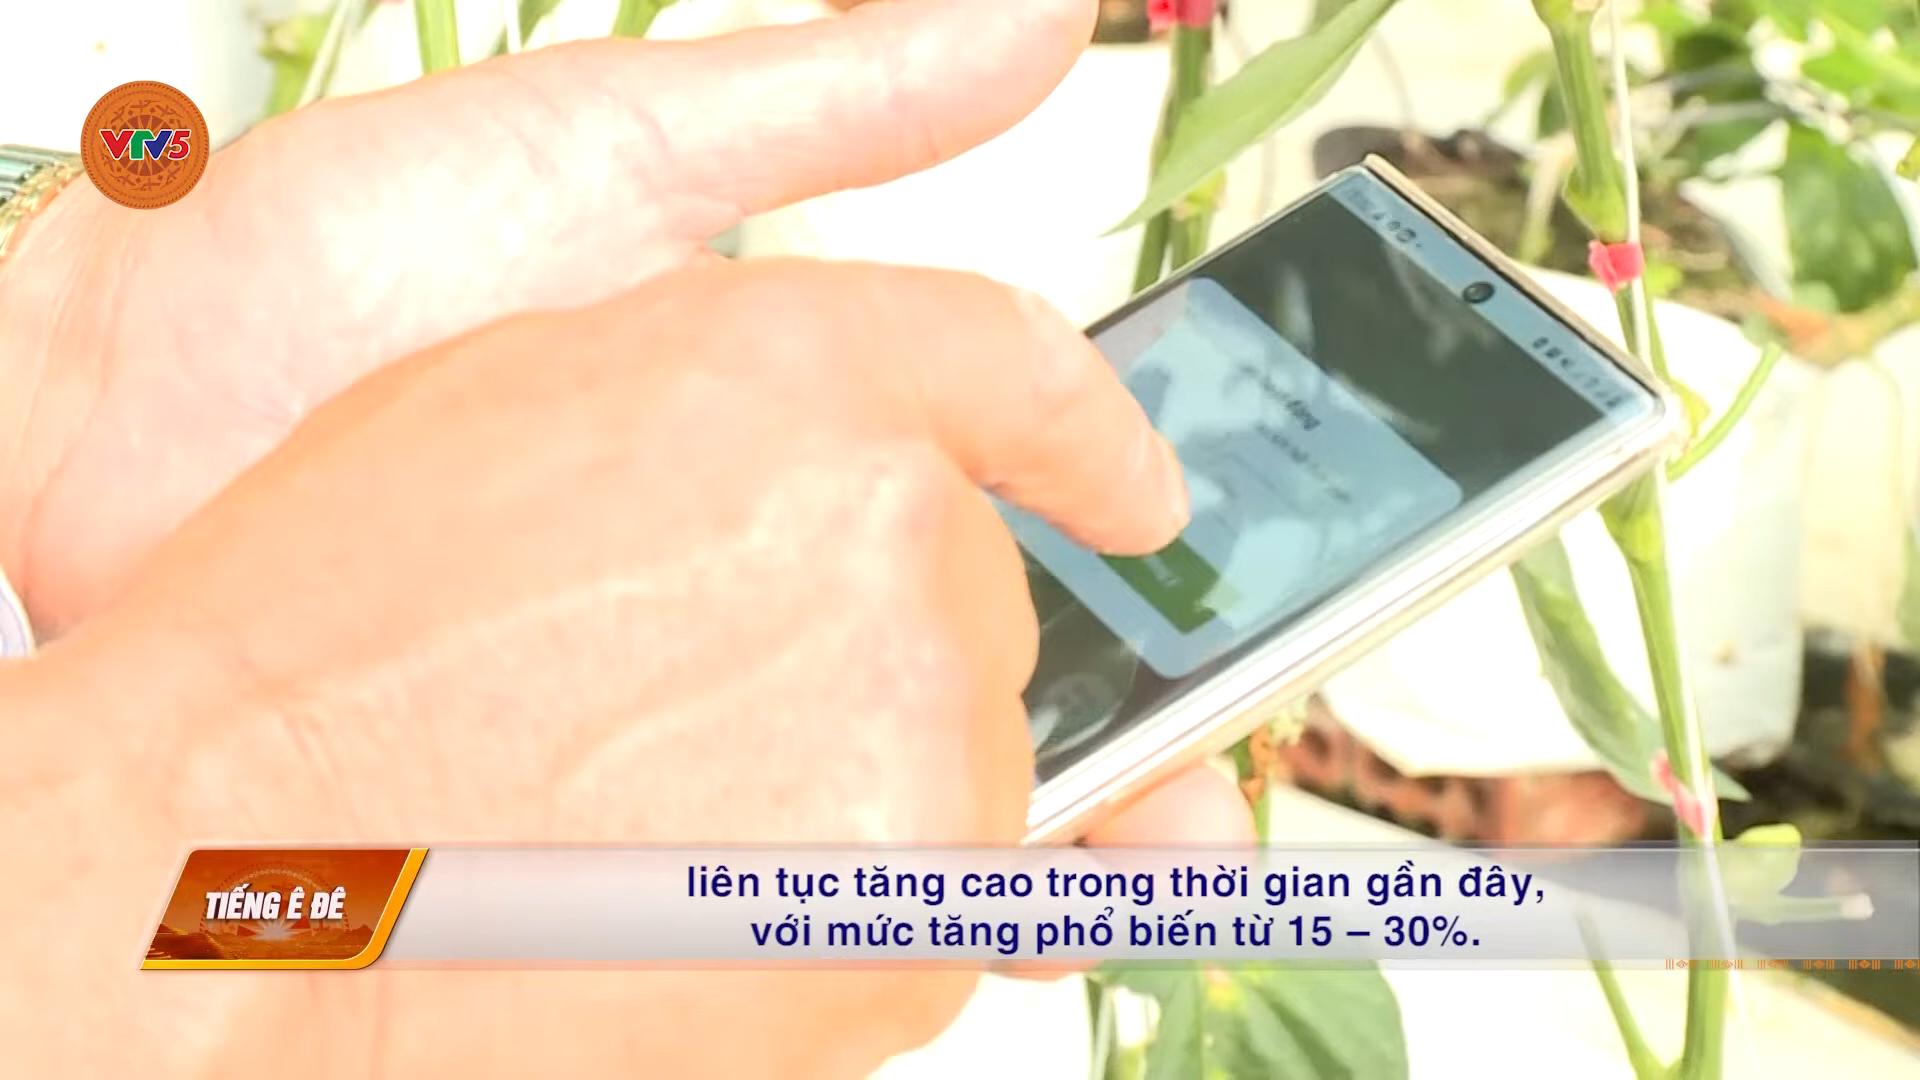 VTV5
TIẾNG Ê ĐÊ
liên tục tăng cao trong thời gian gần đây,
với mức tăng phổ biến từ 15 – 30%.